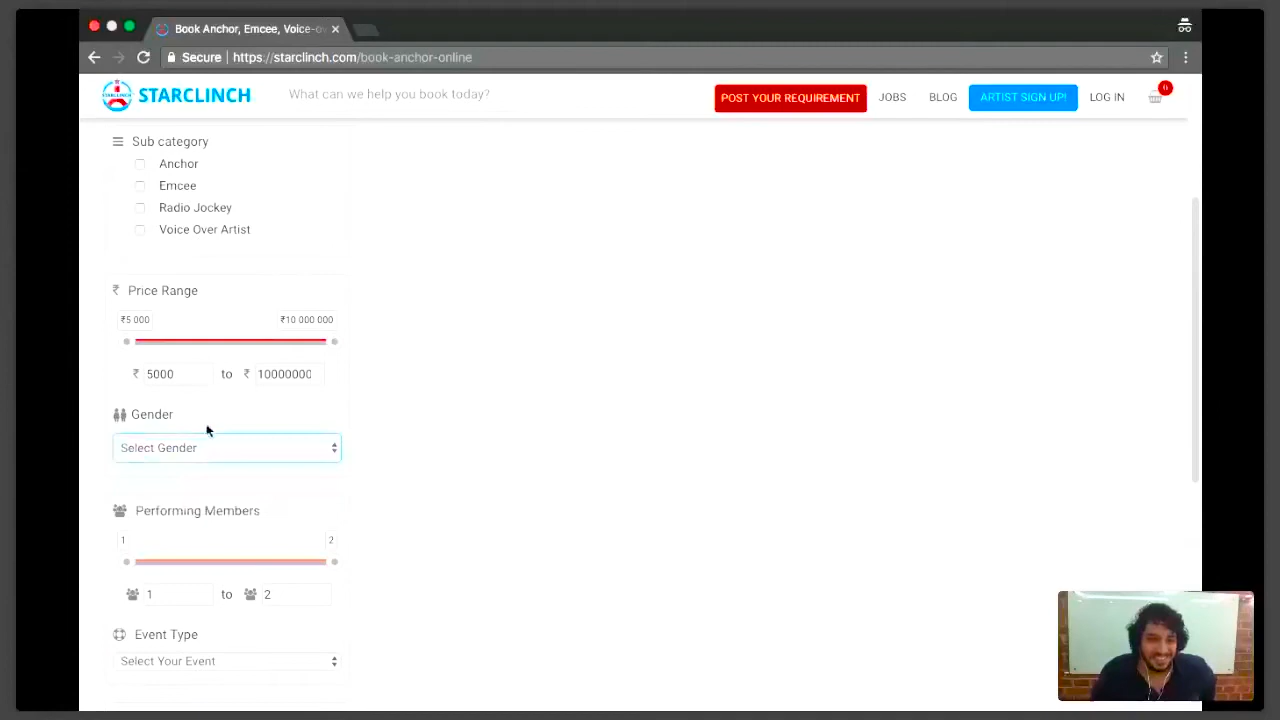 Book Anchor, Emcee, Voice-o
Secure | https://starclinch.com/book-anchor-online
STARCLINCH
What can we help you book today?
POST YOUR REQUIREMENT
JOBS
BLOG
ARTIST SIGN UP!
LOG IN
Sub category
Anchor
Emcee
Radio Jockey
Voice Over Artist
₹ Price Range
₹5 000
₹10 000 000
₹ 5000 to ₹ 10000000
Gender
Select Gender
Performing Members
1
2
1 to 2
Event Type
Select Your Event